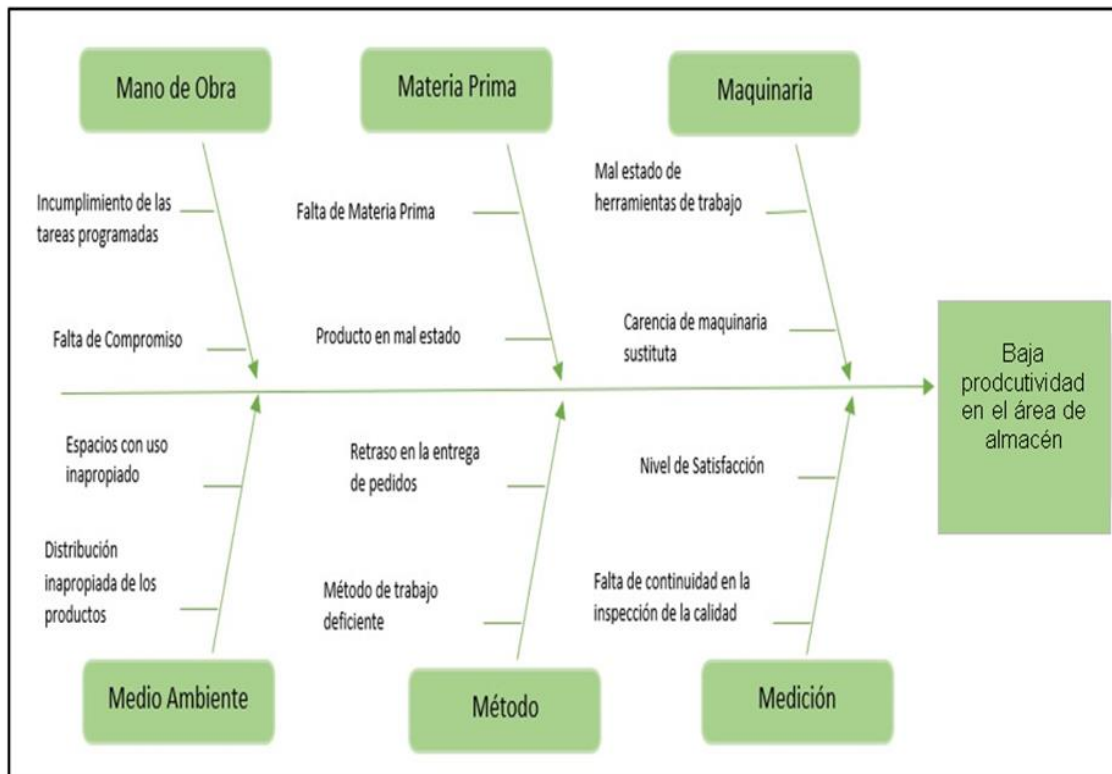 Mano de Obra
Materia Prima
Maquinaria
Incumplimiento de las
tareas programadas
Falta de Compromiso
Falta de Materia Prima
Producto en mal estado
Mal estado de
herramientas de trabajo
Carencia de maquinaria
sustituta
Baja
prodcutividad
en el área de
almacén
Espacios con uso
inapropiado
Distribución
inapropiada de los
productos
Retraso en la entrega
de pedidos
Método de trabajo
deficiente
Nivel de Satisfacción
Falta de continuidad en la
inspección de la calidad
Medio Ambiente
Método
Medición